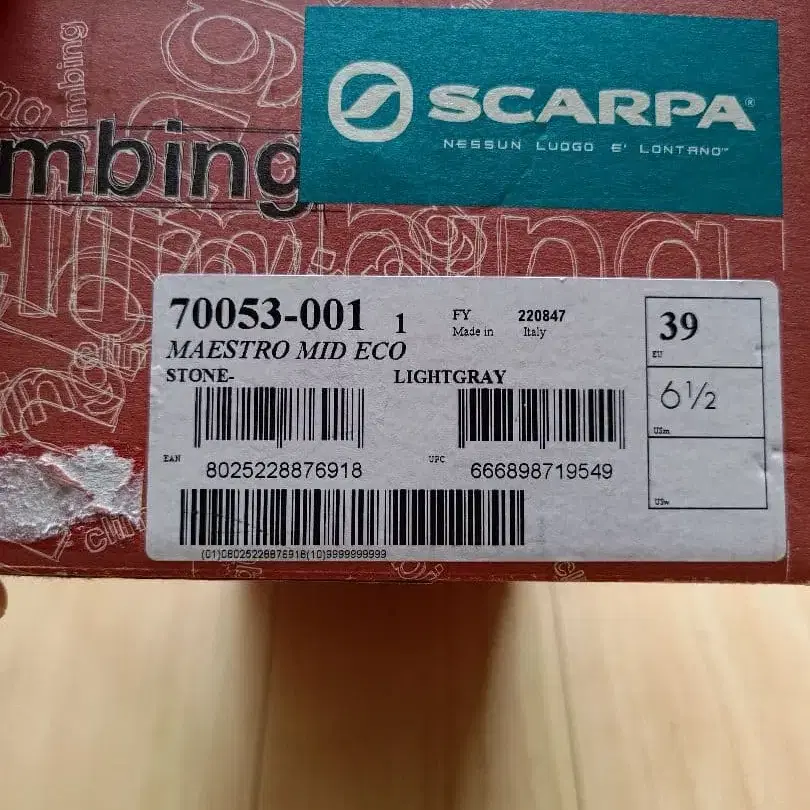 SCARPA®
NESSUN LUOGO E' LONTANO™
mbing
climbing
70053-001 1
FY 220847
Made in Italy
MAESTRO MID ECO
STONE- LIGHTGRAY
39
EU
6½
USm
USw
EAN 8025228876918
UPC 666898719549
(01)08025228876918(10)9999999999